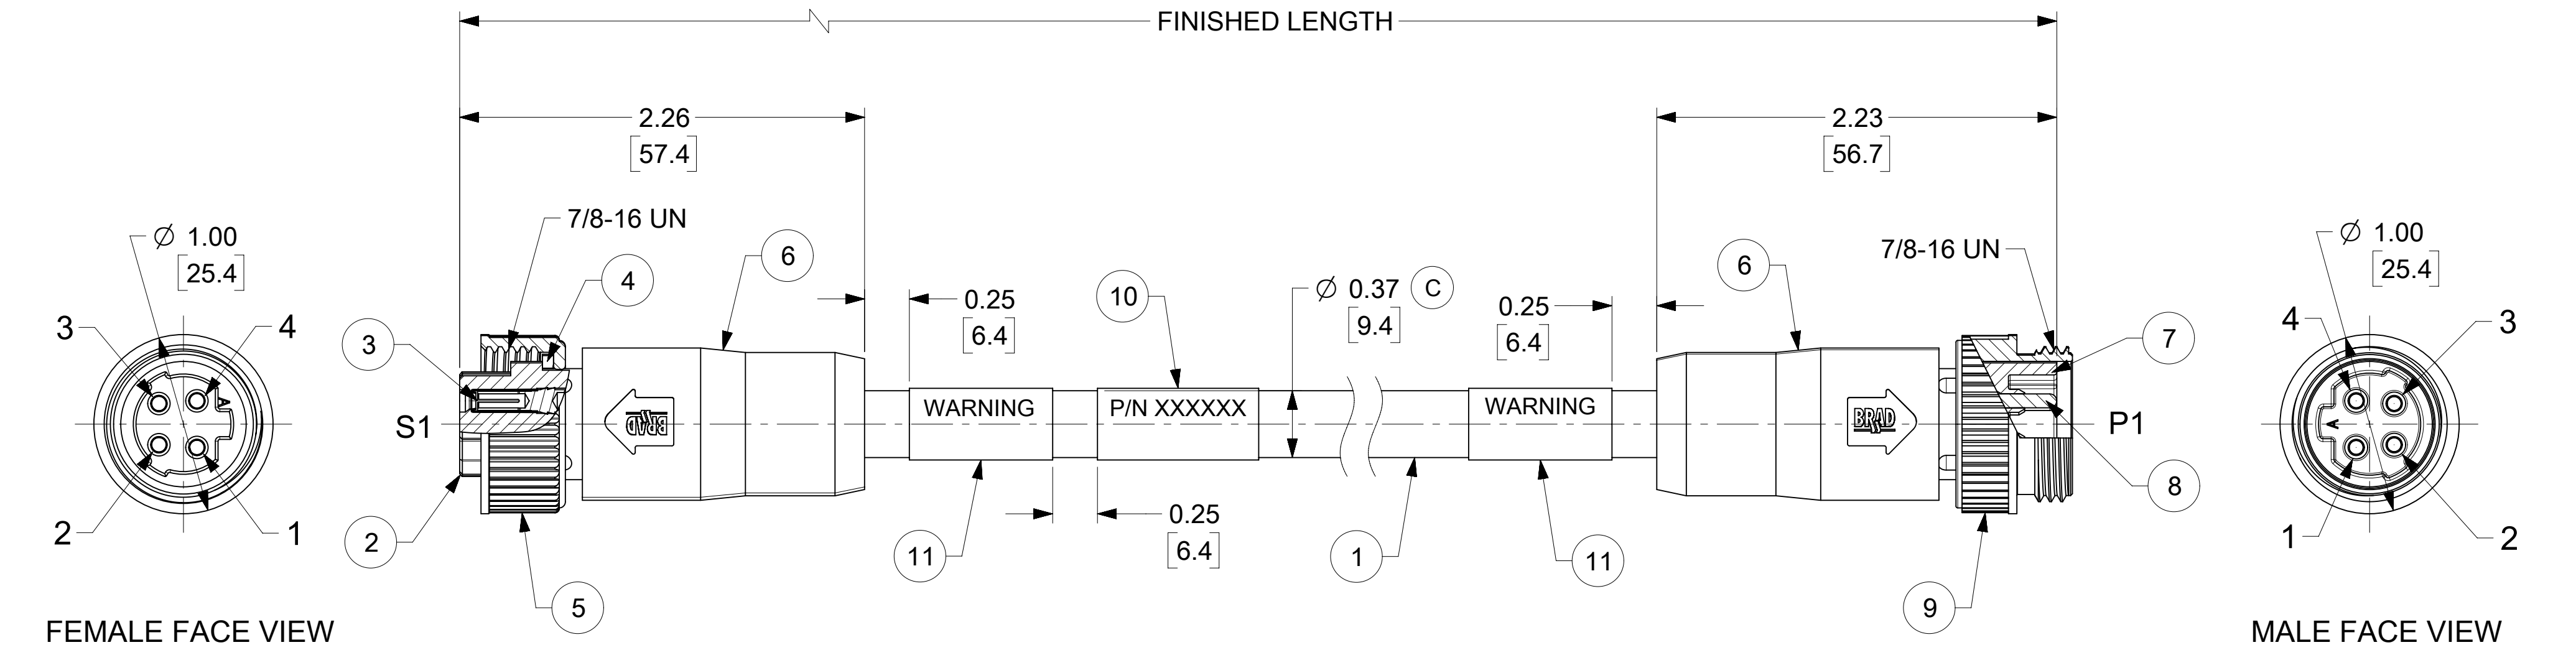 FINISHED LENGTH
2.26
[57.4]
2.23
[56.7]
7/8-16 UN
7/8-16 UN
Ø 1.00
[25.4]
Ø 1.00
[25.4]
6
4
3
10
0.25
[6.4]
Ø 0.37 C
[9.4]
0.25
[6.4]
6
7
3 4
4 3
A
A
BRAD
WARNING
P/N XXXXXX
WARNING
BRAD
S1
P1
8
2 1
1 2
2
11
0.25
[6.4]
1
11
5
9
FEMALE FACE VIEW
MALE FACE VIEW